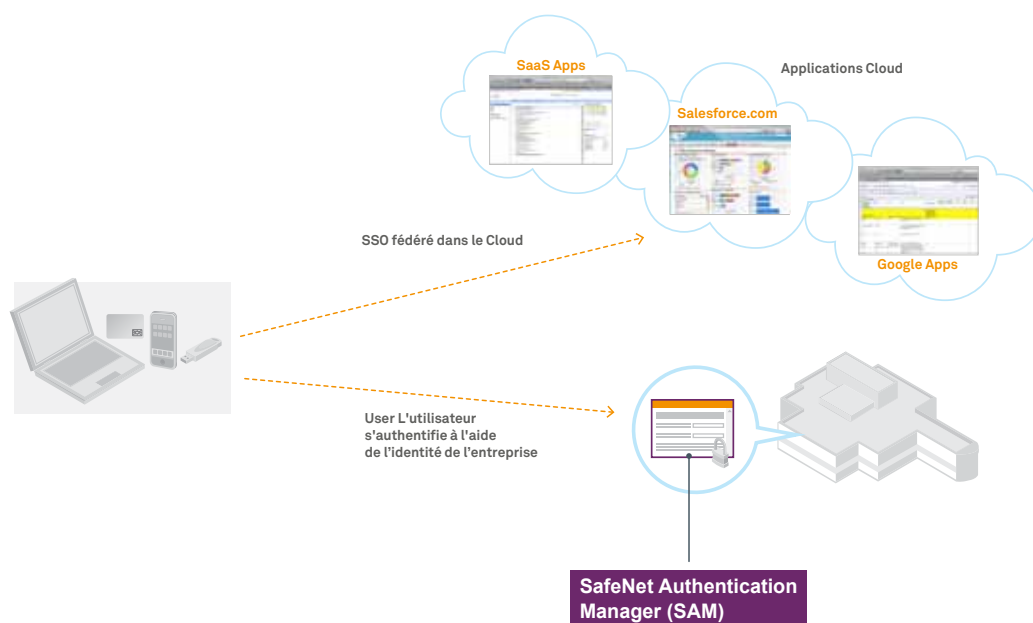 SaaS Apps
Applications Cloud
Salesforce.com
SSO fédéré dans le Cloud
Google Apps
User L'utilisateur
s'authentifie à l'aide
de l'identité de l'entreprise
SafeNet Authentication
Manager (SAM)